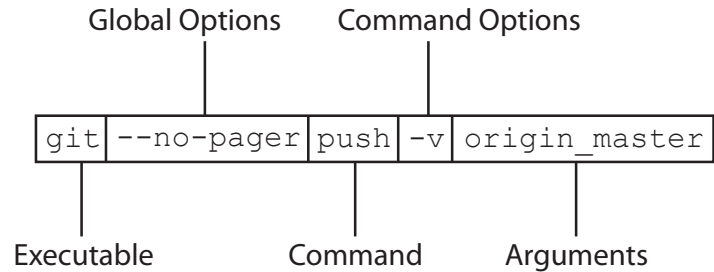 Global Options Command Options
git --no-pager push -v origin_master
Executable Command Arguments